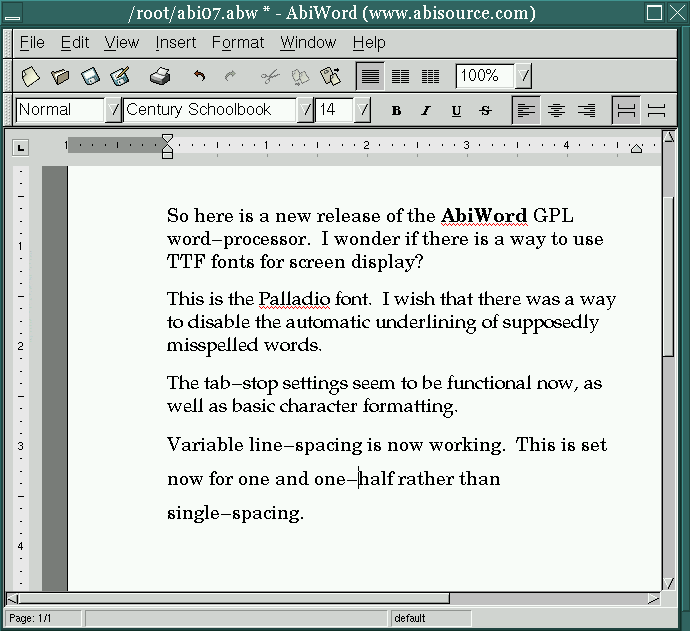 /root/abi07.abw * - AbiWord (www.abisource.com)
File Edit View Insert Format Window Help
100%
Normal Century Schoolbook 14 B I U S
1 1 2 3 4
So here is a new release of the AbiWord GPL
word–processor.  I wonder if there is a way to use
TTF fonts for screen display?
This is the Palladio font.  I wish that there was a way
to disable the automatic underlining of supposedly
misspelled words.
The tab–stop settings seem to be functional now, as
well as basic character formatting.
Variable line–spacing is now working.  This is set
now for one and one–half rather than
single–spacing.
1
2
3
4
Page: 1/1 default